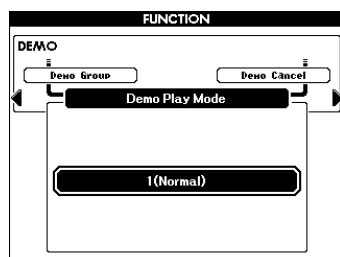 FUNCTION
DEMO
Demo Group Demo Cancel
Demo Play Mode
1(Normal)